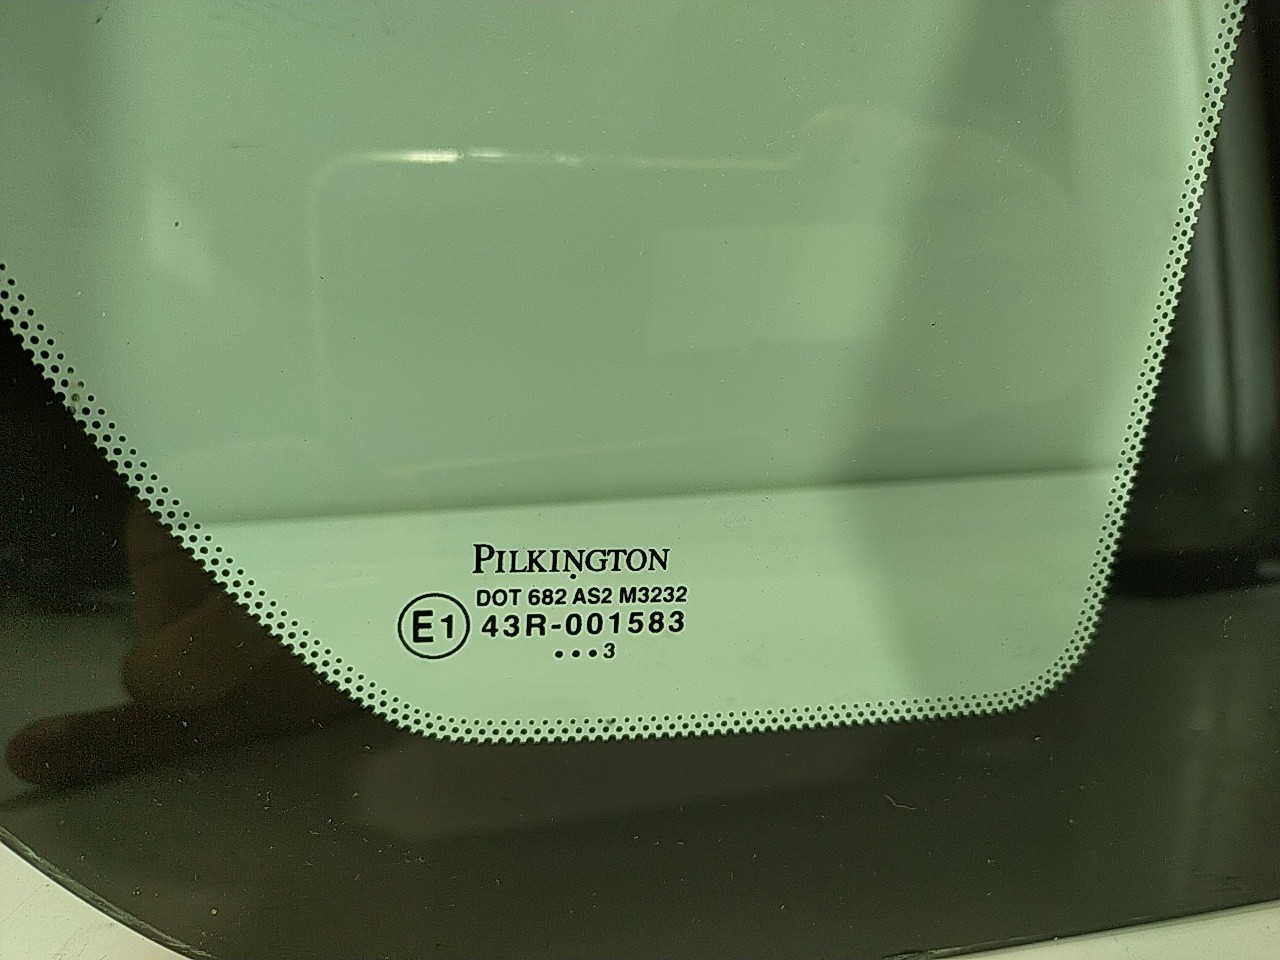 PILKINGTON
DOT 682 AS2 M3232
E1 43R-001583
•••3